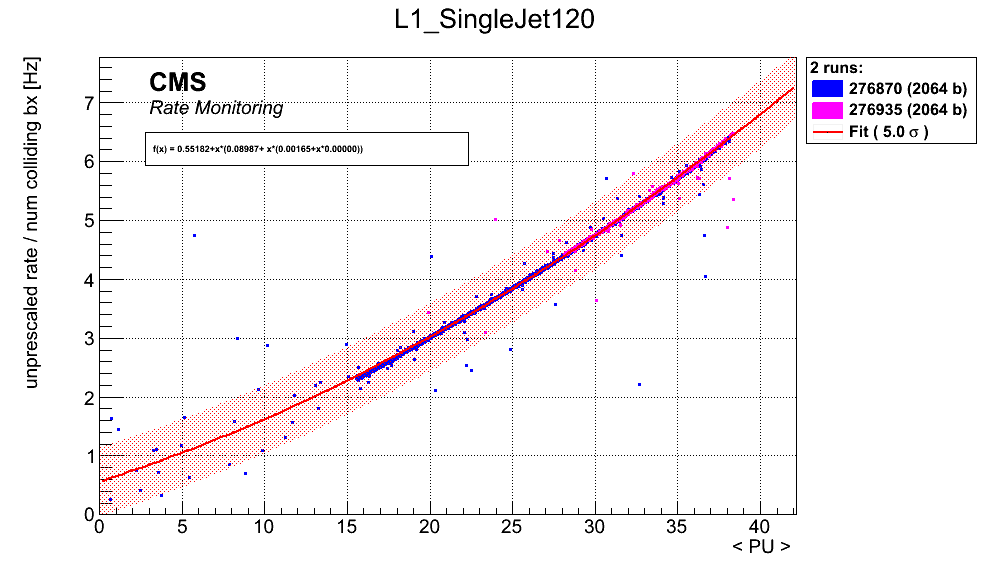 L1_SingleJet120
unprescaled rate / num colliding bx [Hz]
CMS
Rate Monitoring
f(x) = 0.55182+x*(0.08987+ x*(0.00165+x*0.00000))
2 runs:
276870 (2064 b)
276935 (2064 b)
Fit ( 5.0 σ )
7
6
5
4
3
2
1
0
0 5 10 15 20 25 30 35 40
< PU >